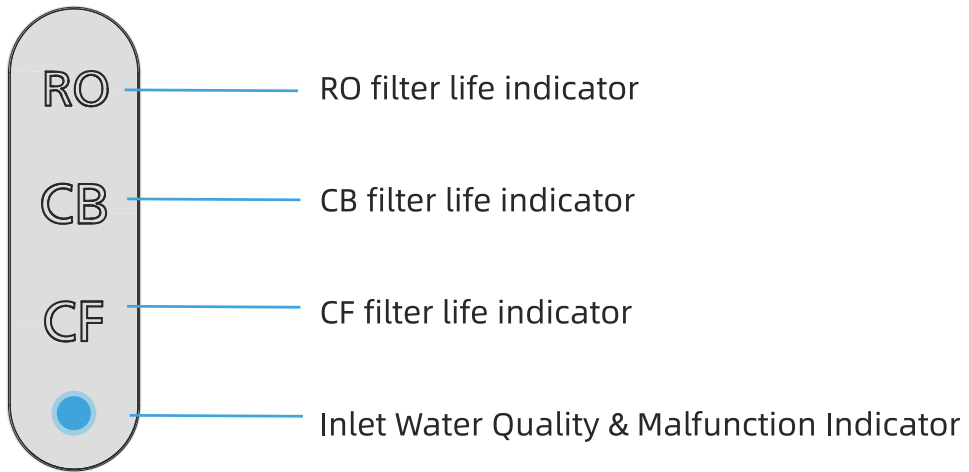 RO RO filter life indicator
CB CB filter life indicator
CF CF filter life indicator
Inlet Water Quality & Malfunction Indicator